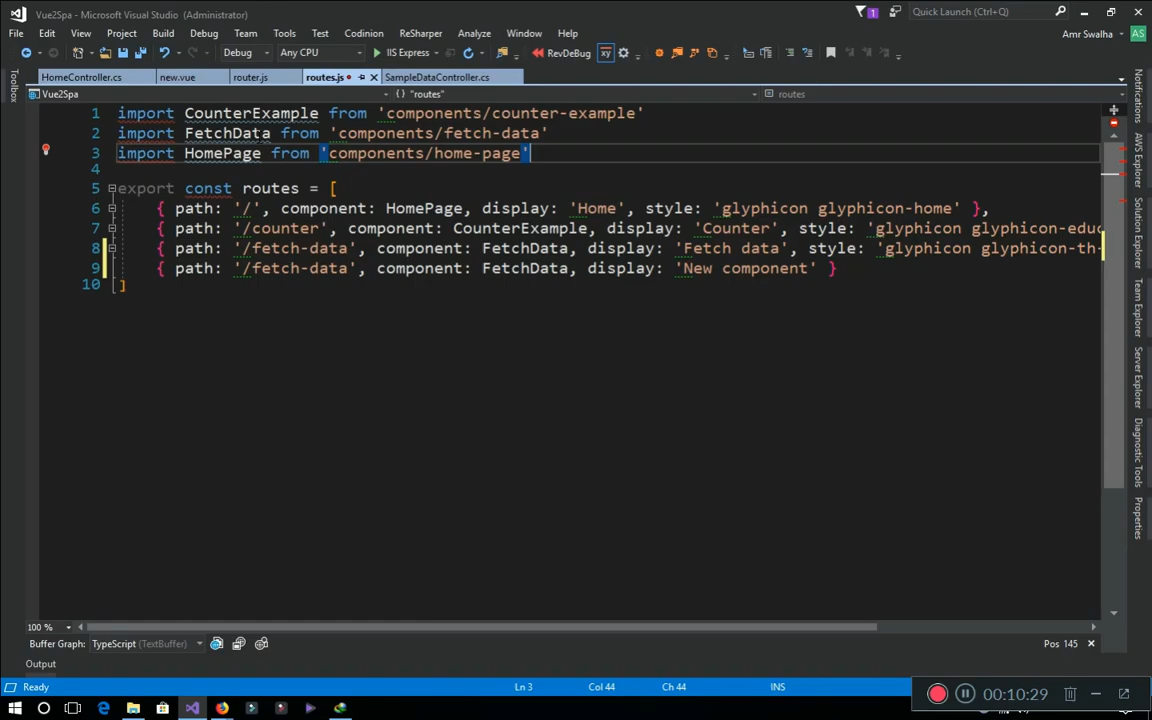 Vue2Spa - Microsoft Visual Studio (Administrator)
1
Quick Launch (Ctrl+Q)
File Edit View Project Build Debug Team Tools Test Codinion ReSharper Analyze Window Help
Amr Swalha
AS
Debug Any CPU IIS Express RevDebug
HomeController.cs new.vue router.js routes.js SampleDataController.cs
Vue2Spa {} "routes" routes
1 import CounterExample from 'components/counter-example'
2 import FetchData from 'components/fetch-data'
3 import HomePage from 'components/home-page'
4
5 export const routes = [
6 { path: '/', component: HomePage, display: 'Home', style: 'glyphicon glyphicon-home' },
7 { path: '/counter', component: CounterExample, display: 'Counter', style: 'glyphicon glyphicon-educ
8 { path: '/fetch-data', component: FetchData, display: 'Fetch data', style: 'glyphicon glyphicon-th-
9 { path: '/fetch-data', component: FetchData, display: 'New component' }
10 ]
Toolbox
Notifications
AWS Explorer
Solution Explorer
Team Explorer
Server Explorer
Diagnostic Tools
Properties
100 %
Buffer Graph: TypeScript (TextBuffer) Pos 145
Output
Ready Ln 3 Col 44 Ch 44 INS
00:10:29